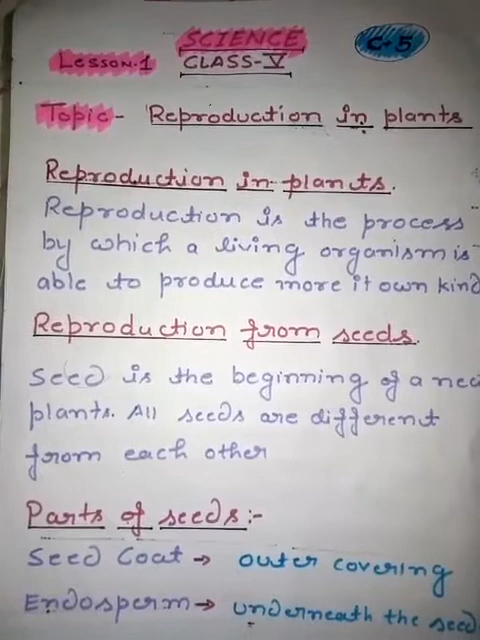 SCIENCE
C-5
Lesson-1
CLASS-V
Topic- Reproduction in plants
Reproduction in plants.
Reproduction is the process
by which a living organism is
able to produce more it own kind
Reproduction from seeds.
Seed is the beginning of a new
plants. All seeds are different
from each other
Parts of seeds:-
Seed Coat → outer covering
Endosperm → underneath the seed